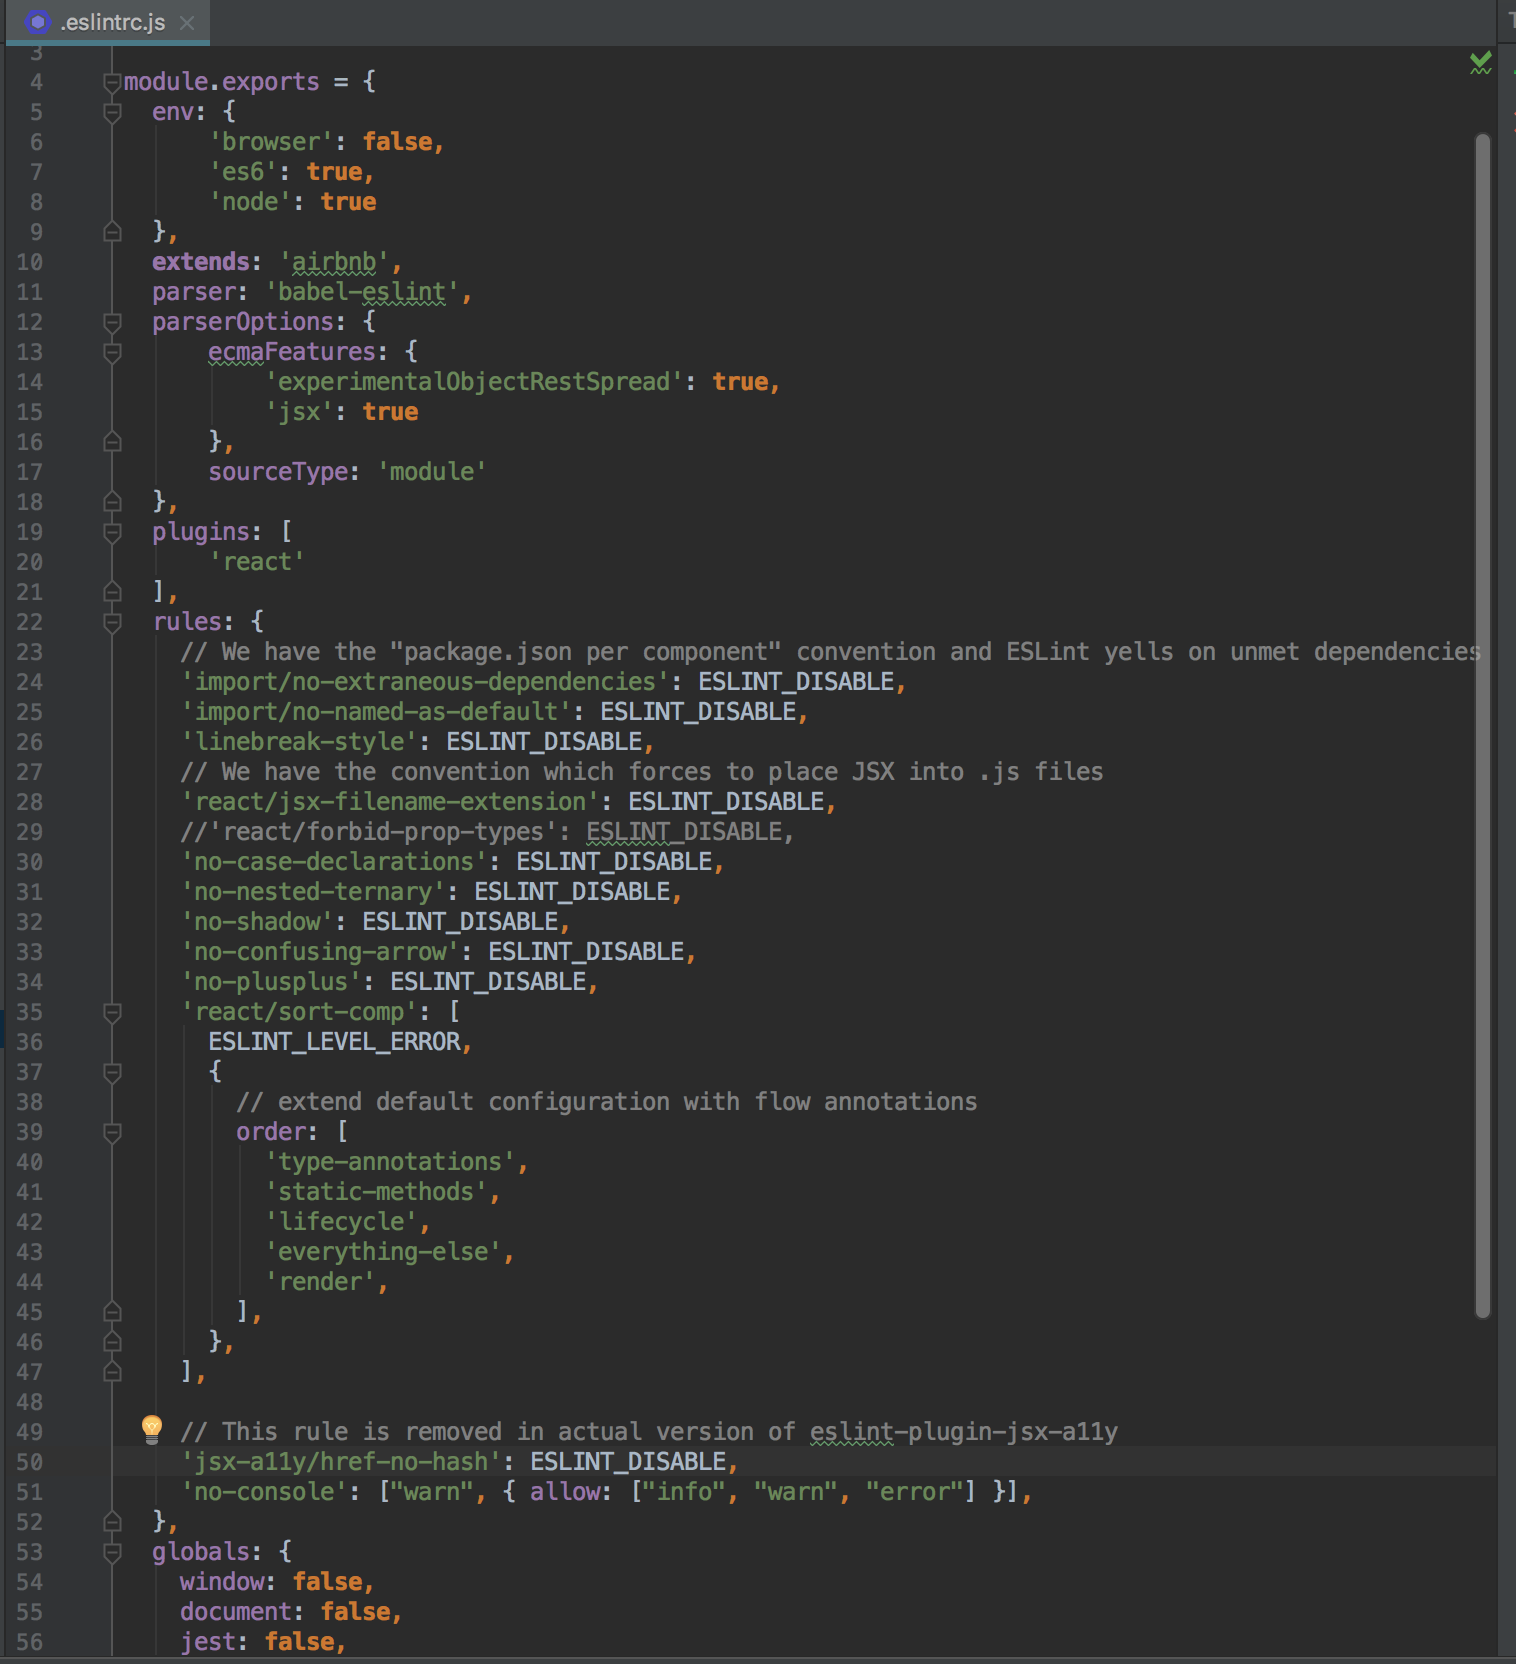 .eslintrc.js
3
4 module.exports = {
5 env: {
6 'browser': false,
7 'es6': true,
8 'node': true
9 },
10 extends: 'airbnb',
11 parser: 'babel-eslint',
12 parserOptions: {
13 ecmaFeatures: {
14 'experimentalObjectRestSpread': true,
15 'jsx': true
16 },
17 sourceType: 'module'
18 },
19 plugins: [
20 'react'
21 ],
22 rules: {
23 // We have the "package.json per component" convention and ESLint yells on unmet dependencies
24 'import/no-extraneous-dependencies': ESLINT_DISABLE,
25 'import/no-named-as-default': ESLINT_DISABLE,
26 'linebreak-style': ESLINT_DISABLE,
27 // We have the convention which forces to place JSX into .js files
28 'react/jsx-filename-extension': ESLINT_DISABLE,
29 //'react/forbid-prop-types': ESLINT_DISABLE,
30 'no-case-declarations': ESLINT_DISABLE,
31 'no-nested-ternary': ESLINT_DISABLE,
32 'no-shadow': ESLINT_DISABLE,
33 'no-confusing-arrow': ESLINT_DISABLE,
34 'no-plusplus': ESLINT_DISABLE,
35 'react/sort-comp': [
36 ESLINT_LEVEL_ERROR,
37 {
38 // extend default configuration with flow annotations
39 order: [
40 'type-annotations',
41 'static-methods',
42 'lifecycle',
43 'everything-else',
44 'render',
45 ],
46 },
47 ],
48
49 // This rule is removed in actual version of eslint-plugin-jsx-a11y
50 'jsx-a11y/href-no-hash': ESLINT_DISABLE,
51 'no-console': ["warn", { allow: ["info", "warn", "error"] }],
52 },
53 globals: {
54 window: false,
55 document: false,
56 jest: false,